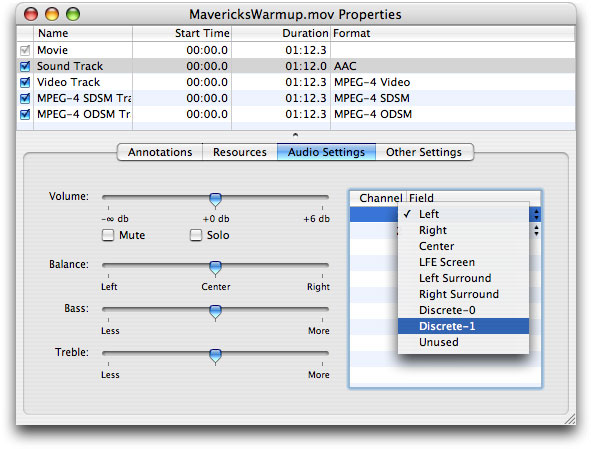 MavericksWarmup.mov Properties
Name Start Time Duration Format
Movie 00:00.0 01:12.3
Sound Track 00:00.0 01:12.0 AAC
Video Track 00:00.0 01:12.3 MPEG-4 Video
MPEG-4 SDSM Tra 00:00.0 01:12.3 MPEG-4 SDSM
MPEG-4 ODSM Tr 00:00.0 01:12.3 MPEG-4 ODSM
Annotations Resources Audio Settings Other Settings
Volume:
-∞ db +0 db +6 db
Mute Solo
Balance:
Left Center Right
Bass:
Less More
Treble:
Less More
Channel Field
✓ Left
Right
Center
LFE Screen
Left Surround
Right Surround
Discrete-0
Discrete-1
Unused